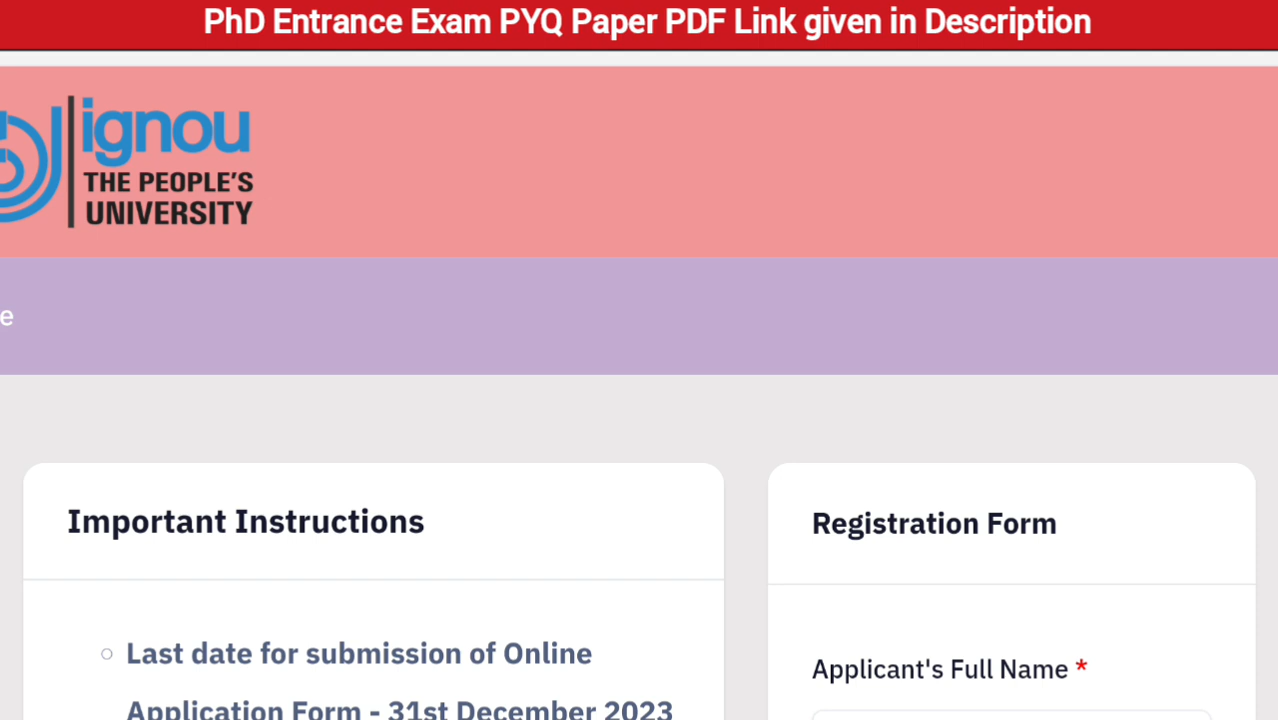 PhD Entrance Exam PYQ Paper PDF Link given in Description
ignou
THE PEOPLE'S
UNIVERSITY
e
Important Instructions
Registration Form
Last date for submission of Online
Application Form - 31st December 2023
Applicant's Full Name *